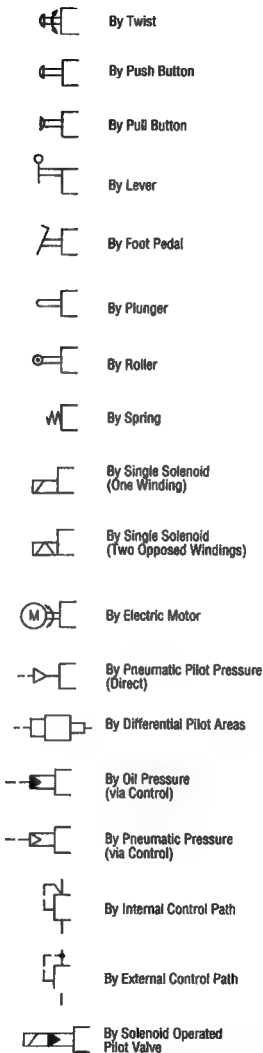 By Twist
By Push Button
By Pull Button
By Lever
By Foot Pedal
By Plunger
By Roller
By Spring
By Single Solenoid
(One Winding)
By Single Solenoid
(Two Opposed Windings)
M
By Electric Motor
By Pneumatic Pilot Pressure
(Direct)
By Differential Pilot Areas
By Oil Pressure
(via Control)
By Pneumatic Pressure
(via Control)
By Internal Control Path
By External Control Path
By Solenoid Operated
Pilot Valve